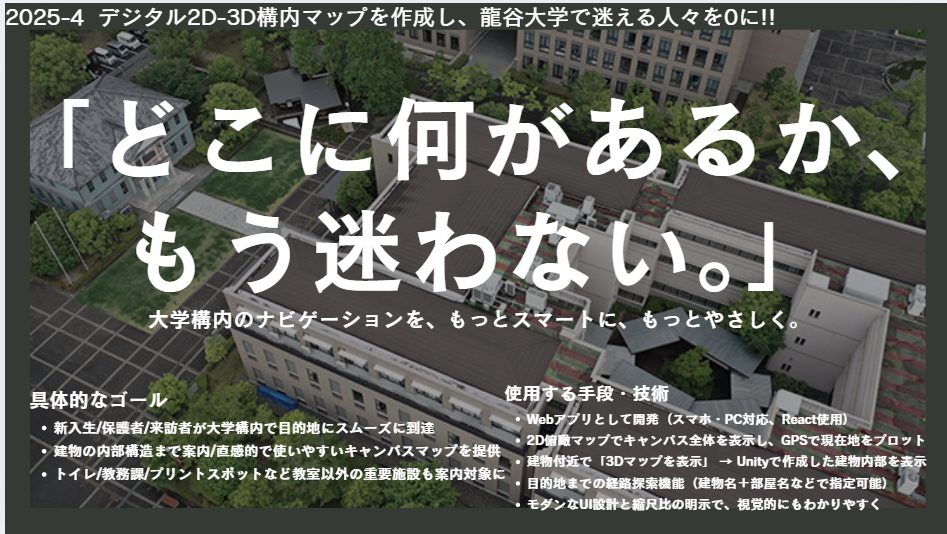 2025-4 デジタル2D-3D構内マップを作成し、龍谷大学で迷える人々を0に!!
「どこに何があるか、
もう迷わない。」
大学構内のナビゲーションを、もっとスマートに、もっとやさしく。
具体的なゴール
• 新入生/保護者/来訪者が大学構内で目的地にスムーズに到達
• 建物の内部構造まで案内/直感的で使いやすいキャンパスマップを提供
• トイレ/教務課/プリントスポットなど教室以外の重要施設も案内対象に
使用する手段・技術
• Webアプリとして開発（スマホ・PC対応、React使用）
• 2D俯瞰マップでキャンパス全体を表示し、GPSで現在地をプロット
• 建物付近で「3Dマップを表示」 → Unityで作成した建物内部を表示
• 目的地までの経路探索機能（建物名＋部屋名などで指定可能）
• モダンなUI設計と縮尺比の明示で、視覚的にもわかりやすく